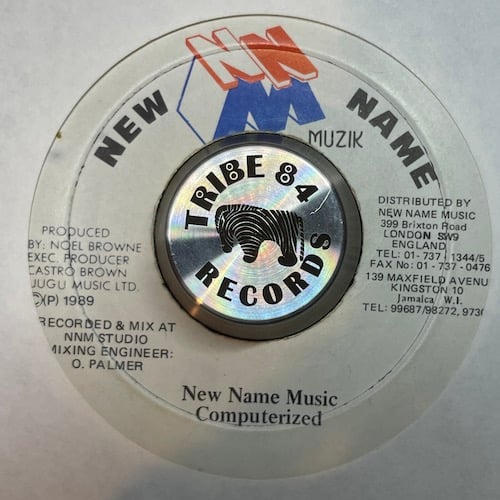 NEW NAME
NNM
MUZIK
TRIBE 84
RECORDS
PRODUCED
BY: NOEL BROWNE
EXEC. PRODUCER
CASTRO BROWN
JUGU MUSIC LTD.
©(P) 1989
RECORDED & MIX AT
NNM STUDIO
MIXING ENGINEER:
O. PALMER
DISTRIBUTED BY
NEW NAME MUSIC
399 Brixton Road
LONDON SW9
ENGLAND
TEL: 01-737-1344/5
FAX No: 01-737-0476
139 MAXFIELD AVENU
KINGSTON 10
Jamaica W.I.
TEL: 99687/98272, 9730
New Name Music
Computerized